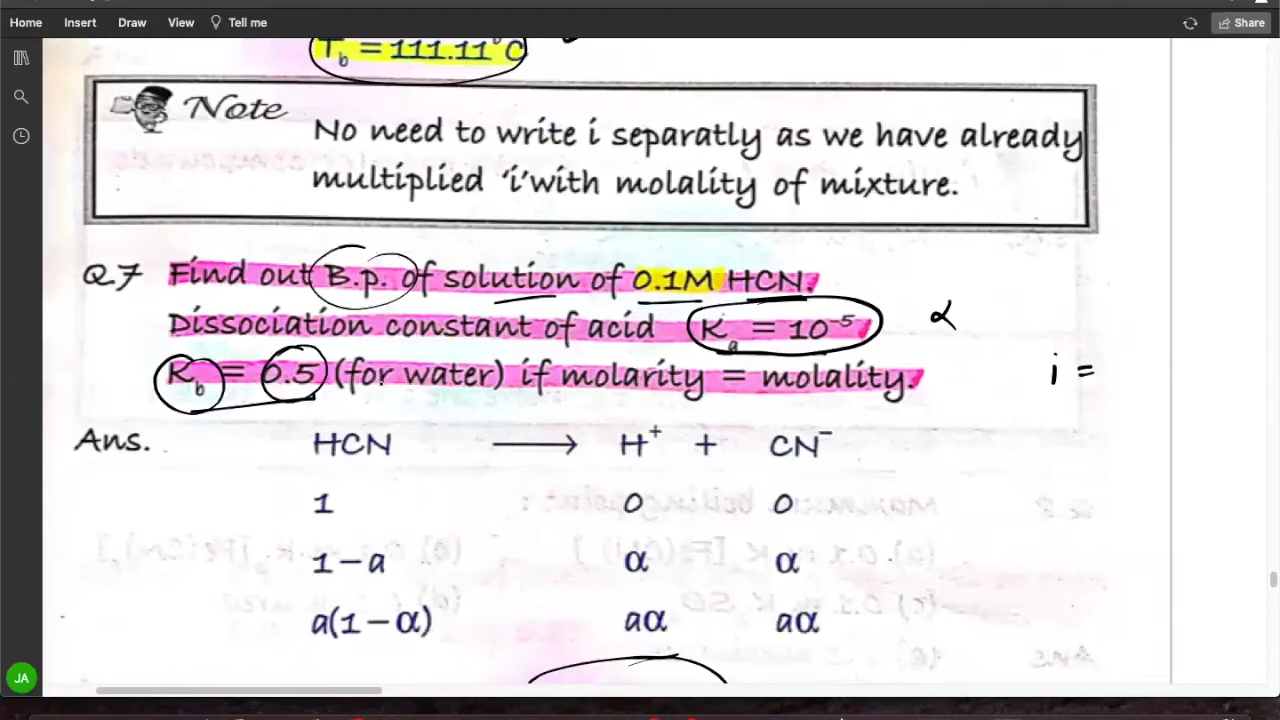 Home Insert Draw View Tell me Share
T_b = 111.11°C
Note
No need to write i separatly as we have already
multiplied 'i' with molality of mixture.
Q7 Find out B.p. of solution of 0.1M HCN.
Dissociation constant of acid K_a = 10^-5 α
K_b = 0.5 (for water) if molarity = molality. i =
Ans. HCN ⟶ H^+ + CN^-
1 0 0
1-a α α
a(1-α) aα aα
JA